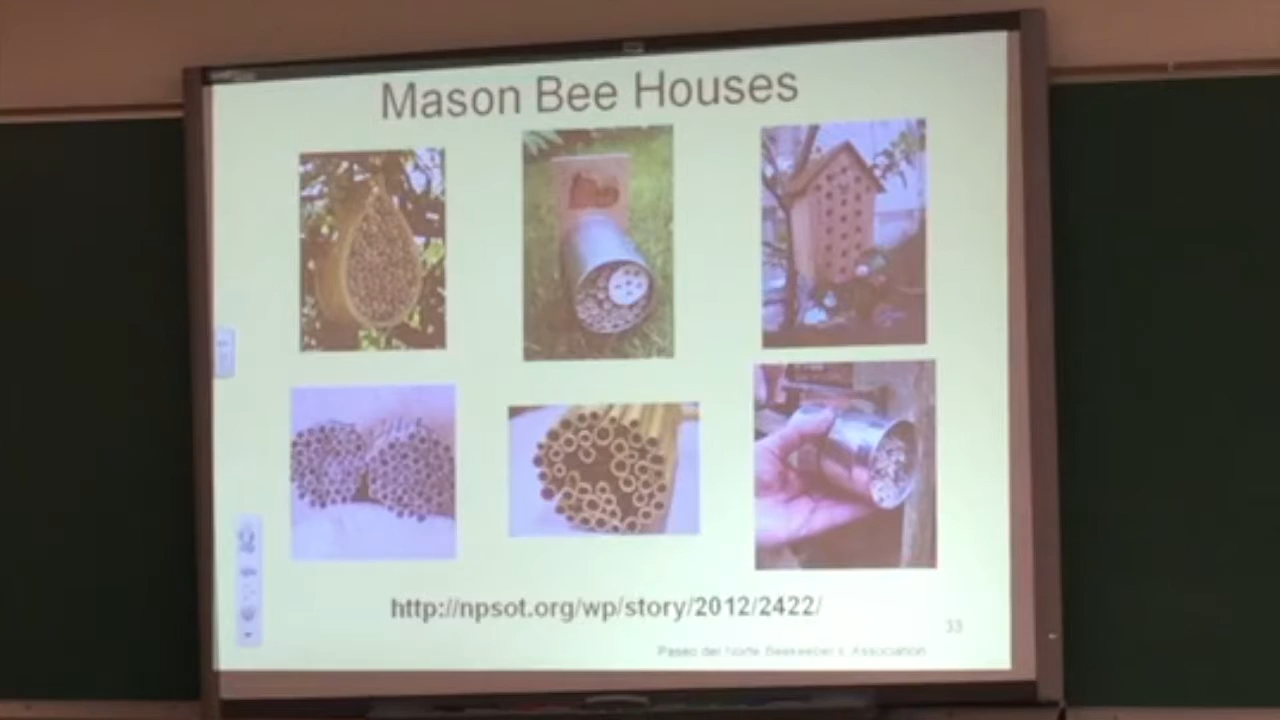 Mason Bee Houses
http://npsot.org/wp/story/2012/2422/
33
Paseo del Norte Beekeeper's Association